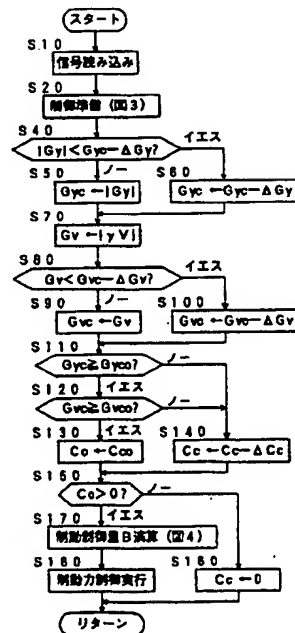 スタート
S.10
信号読み込み
S20
制御準備(図3)
S40
|Gy|<Gyc−ΔGy?
イエス
ノー
S50
Gyc←|Gy|
S60
Gyc←Gyc−ΔGy
S70
Gv←|γV|
S80
Gv<Gvc−ΔGv?
イエス
ノー
S90
Gvc←Gv
S100
Gvc←Gvc−ΔGv
S110
Gyc≧Gyco?
ノー
イエス
S120
Gvc≧Gvco?
ノー
イエス
S130
Cc←Cco
S140
Cc←Cc−ΔCc
S150
Cc>0?
ノー
イエス
S170
制動制御量B演算(図4)
S180
制動力制御実行
S160
Cc←0
リターン